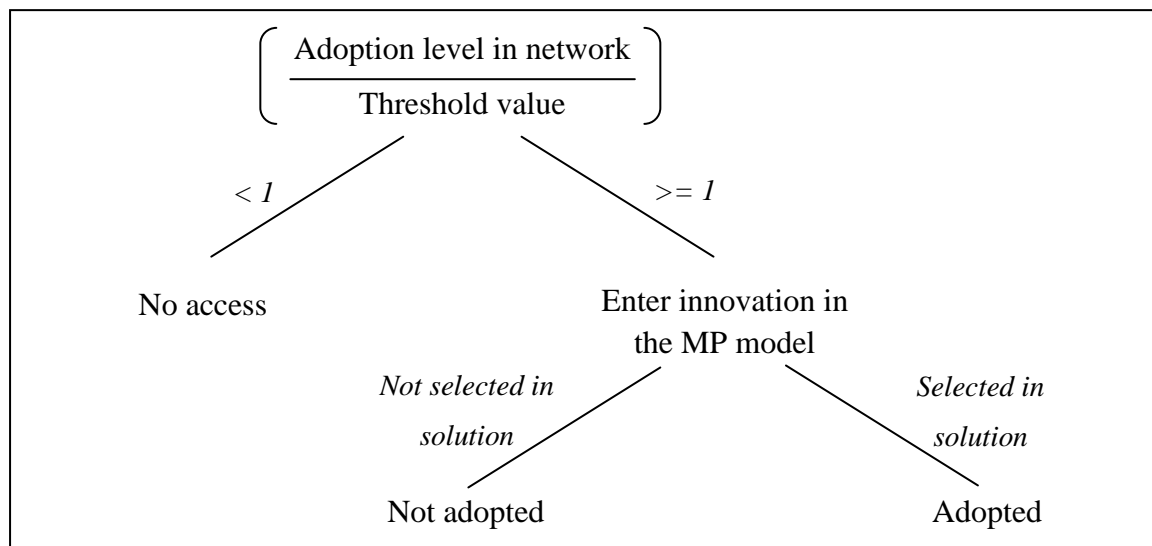 Adoption level in network
Threshold value
< 1
>= 1
No access
Enter innovation in
the MP model
Not selected in
solution
Selected in
solution
Not adopted
Adopted